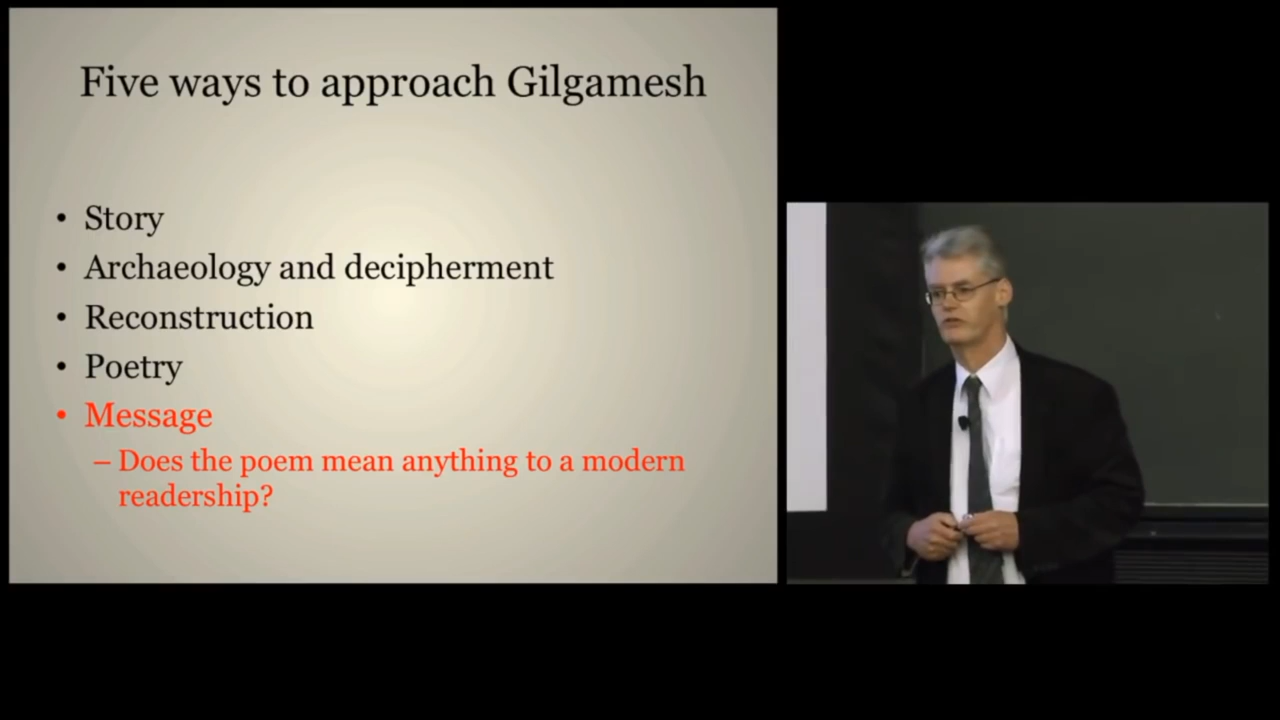 Five ways to approach Gilgamesh
• Story
• Archaeology and decipherment
• Reconstruction
• Poetry
• Message
– Does the poem mean anything to a modern
readership?